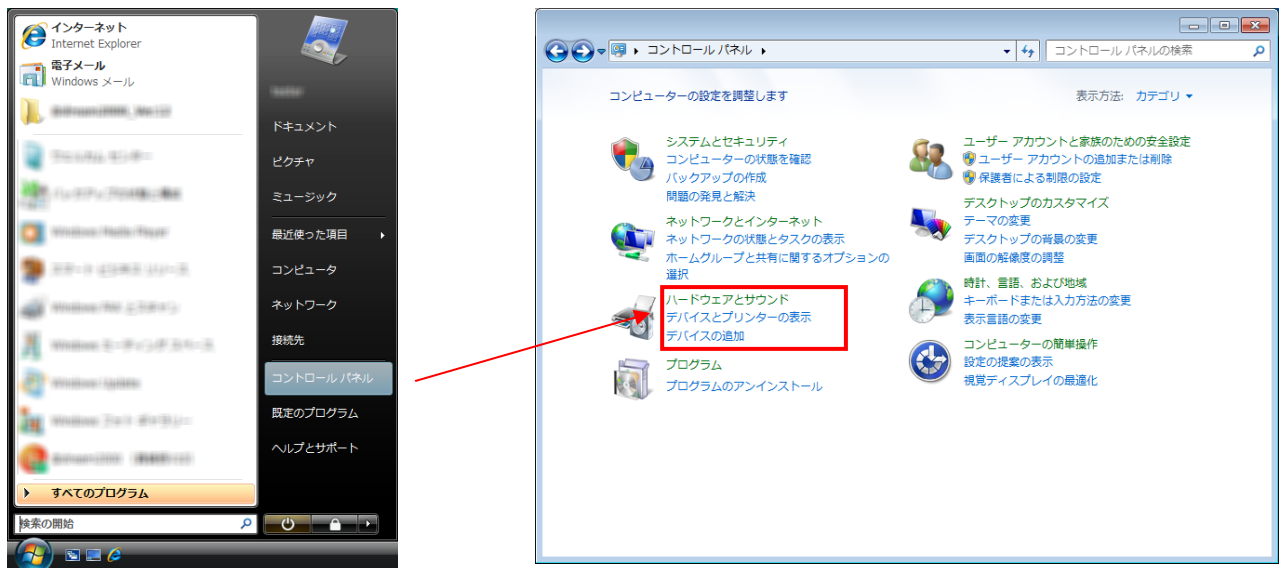 インターネット
Internet Explorer
電子メール
Windows メール
すべてのプログラム
検索の開始
ドキュメント
ピクチャ
ミュージック
最近使った項目
コンピュータ
ネットワーク
接続先
コントロール パネル
既定のプログラム
ヘルプとサポート
コントロール パネル
コントロール パネルの検索
コンピューターの設定を調整します
表示方法: カテゴリ
システムとセキュリティ
コンピューターの状態を確認
バックアップの作成
問題の発見と解決
ネットワークとインターネット
ネットワークの状態とタスクの表示
ホームグループと共有に関するオプションの
選択
ハードウェアとサウンド
デバイスとプリンターの表示
デバイスの追加
プログラム
プログラムのアンインストール
ユーザー アカウントと家族のための安全設定
ユーザー アカウントの追加または削除
保護者による制限の設定
デスクトップのカスタマイズ
テーマの変更
デスクトップの背景の変更
画面の解像度の調整
時計、言語、および地域
キーボードまたは入力方法の変更
表示言語の変更
コンピューターの簡単操作
設定の提案の表示
視覚ディスプレイの最適化